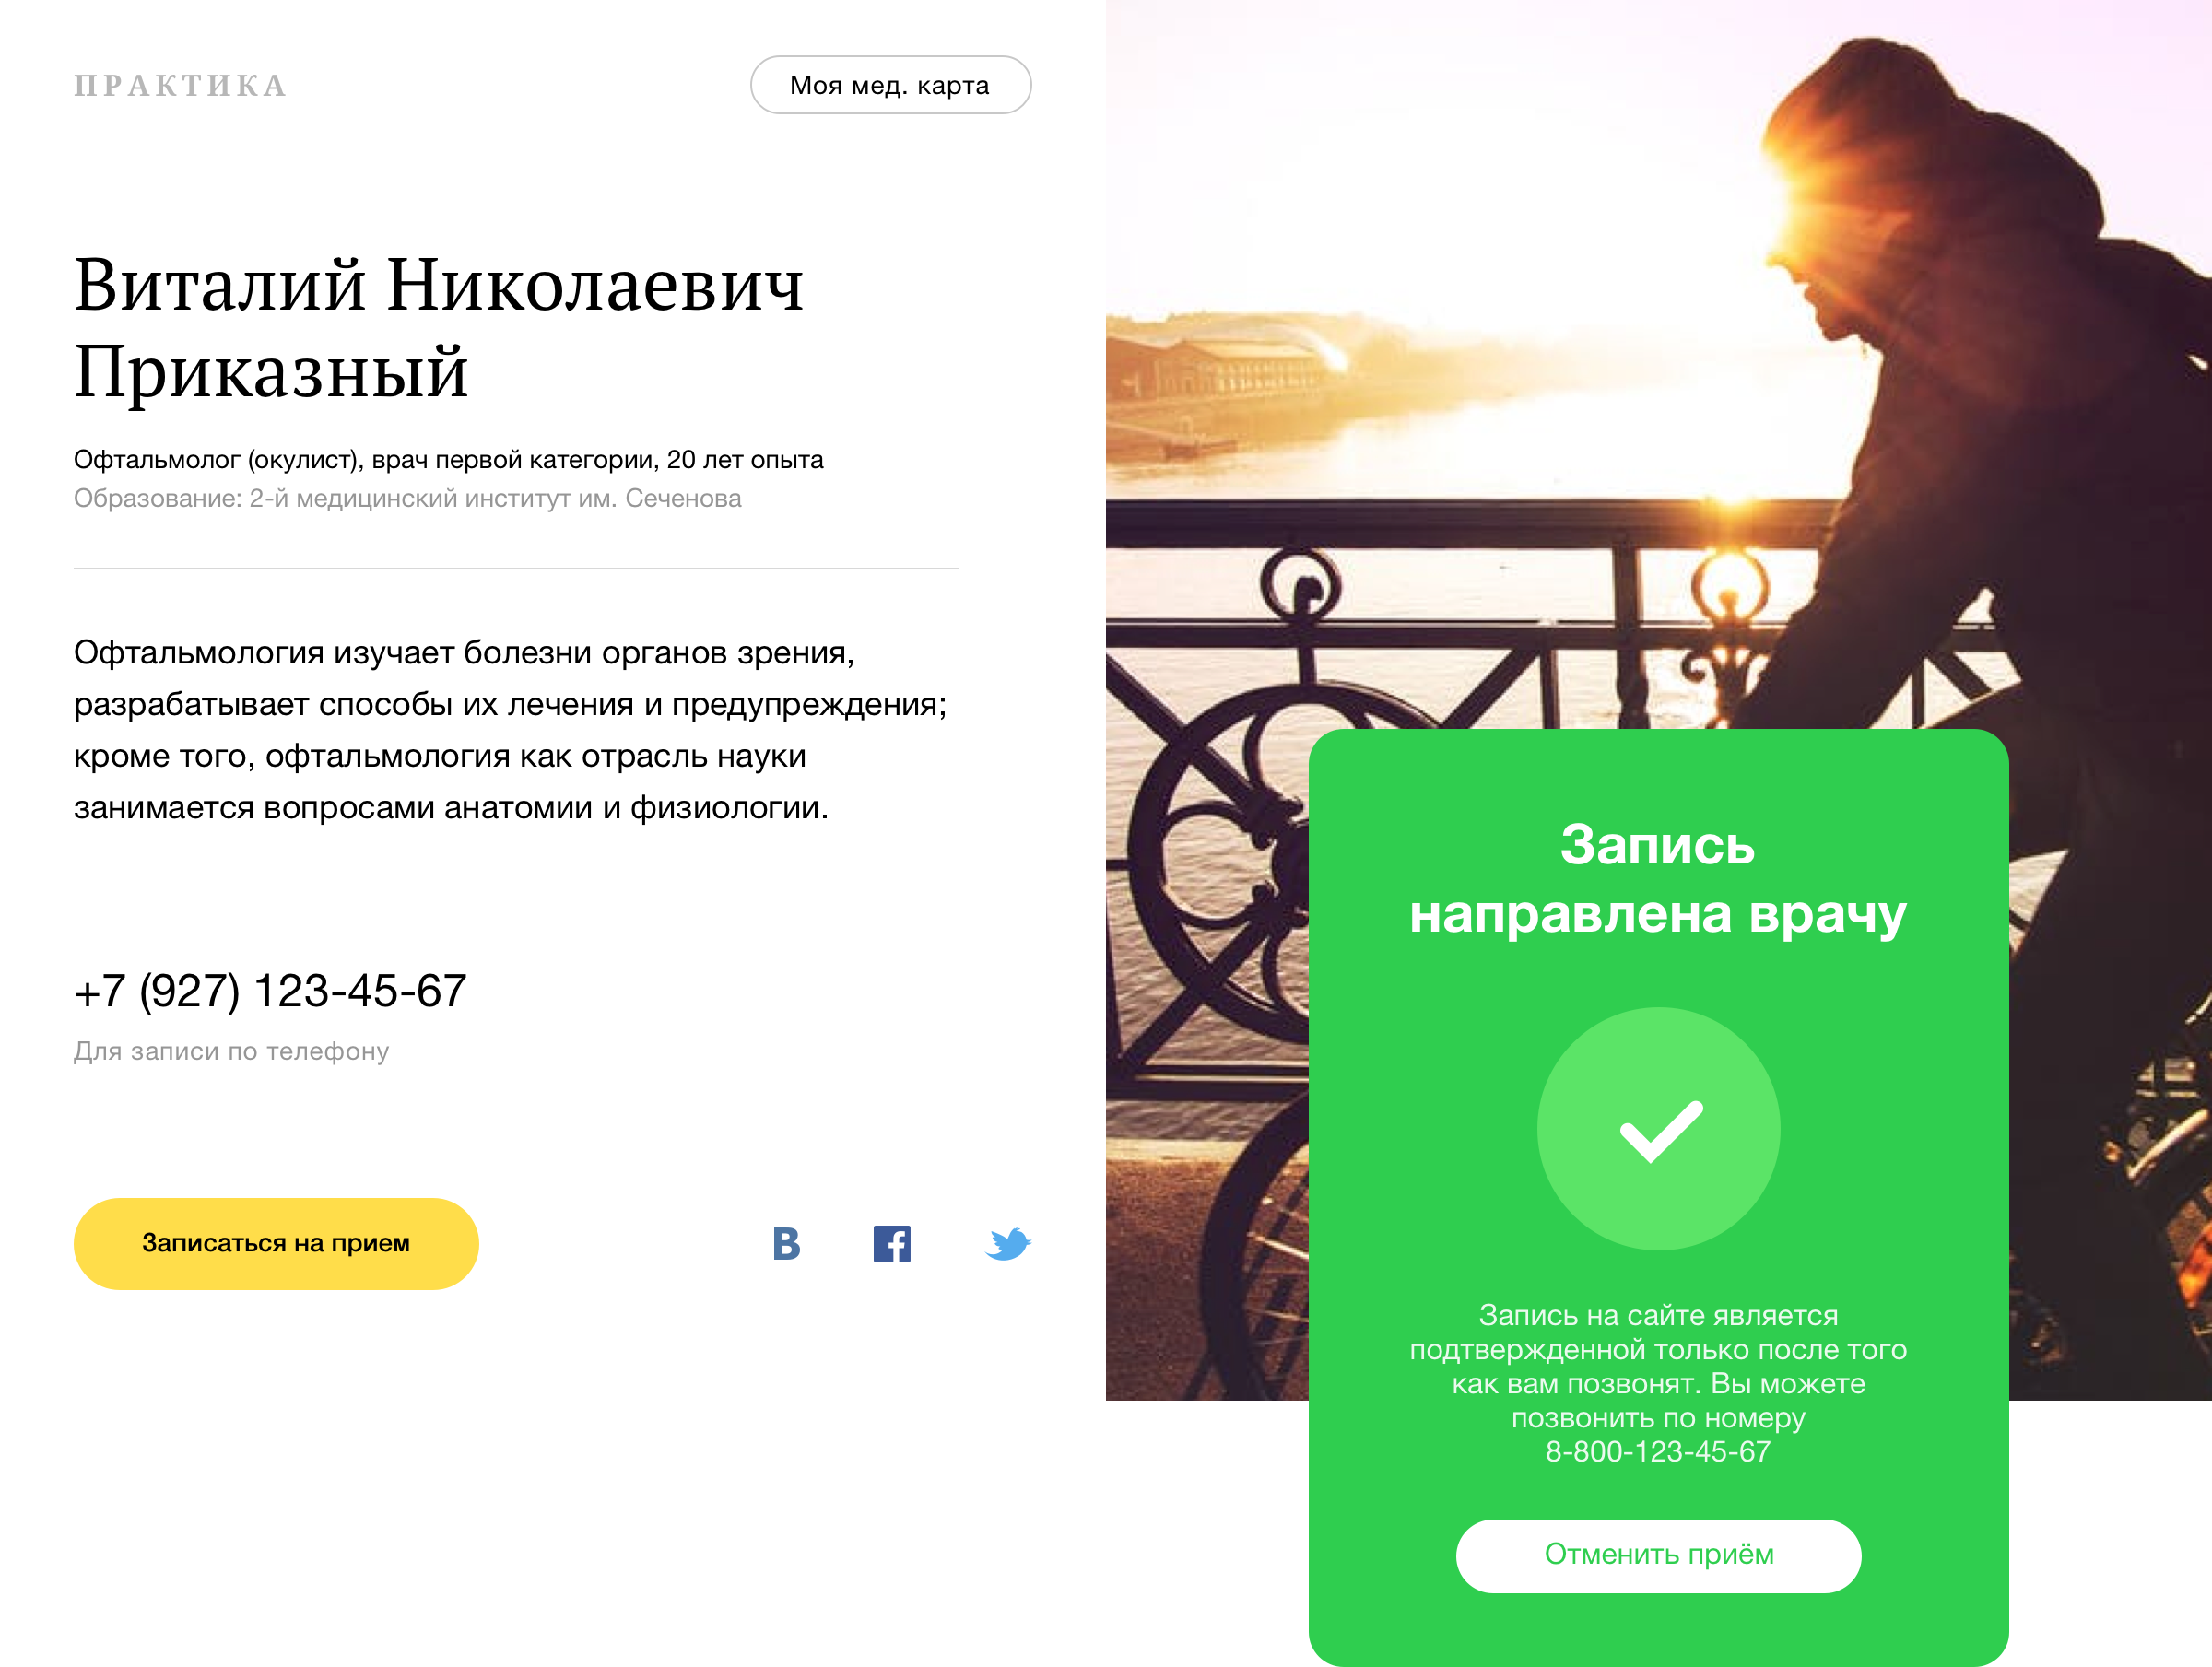 ПРАКТИКА
Моя мед. карта
Виталий Николаевич
Приказный
Офтальмолог (окулист), врач первой категории, 20 лет опыта
Образование: 2-й медицинский институт им. Сеченова
Офтальмология изучает болезни органов зрения,
разрабатывает способы их лечения и предупреждения;
кроме того, офтальмология как отрасль науки
занимается вопросами анатомии и физиологии.
+7 (927) 123-45-67
Для записи по телефону
Записаться на прием
Запись
направлена врачу
Запись на сайте является
подтвержденной только после того
как вам позвонят. Вы можете
позвонить по номеру
8-800-123-45-67
Отменить приём